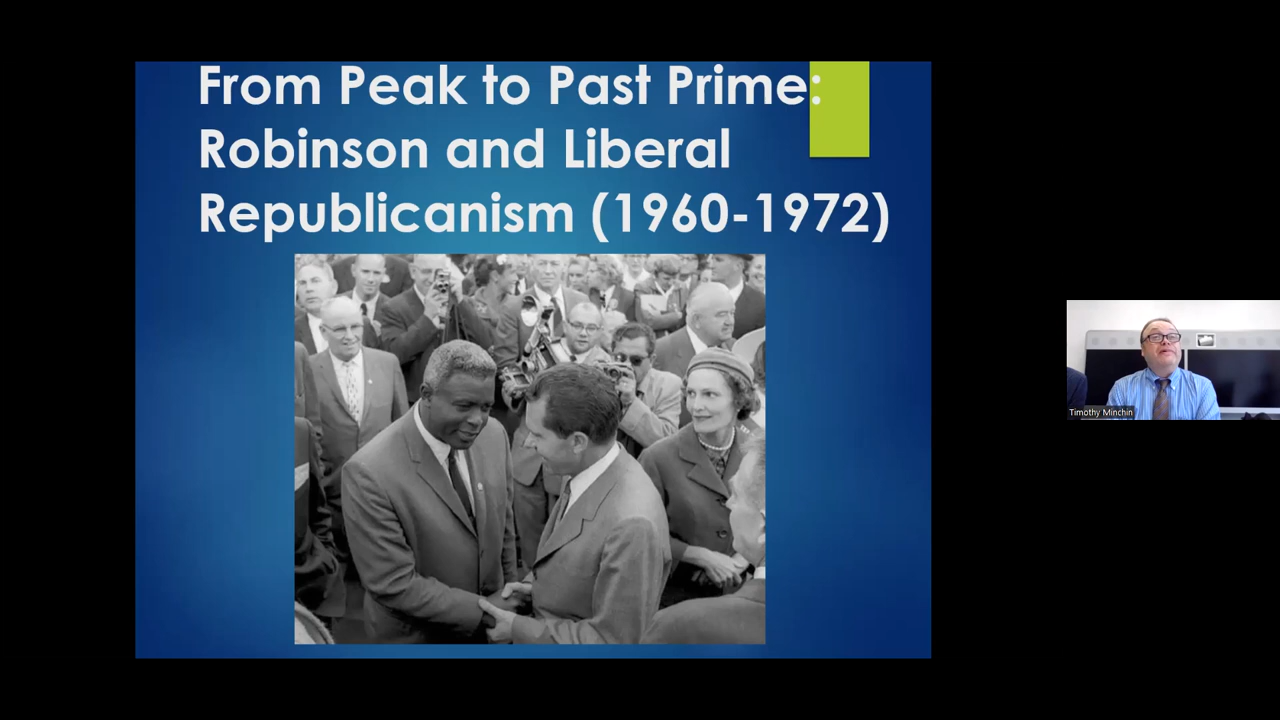 From Peak to Past Prime:
Robinson and Liberal
Republicanism (1960-1972)
Timothy Minchin